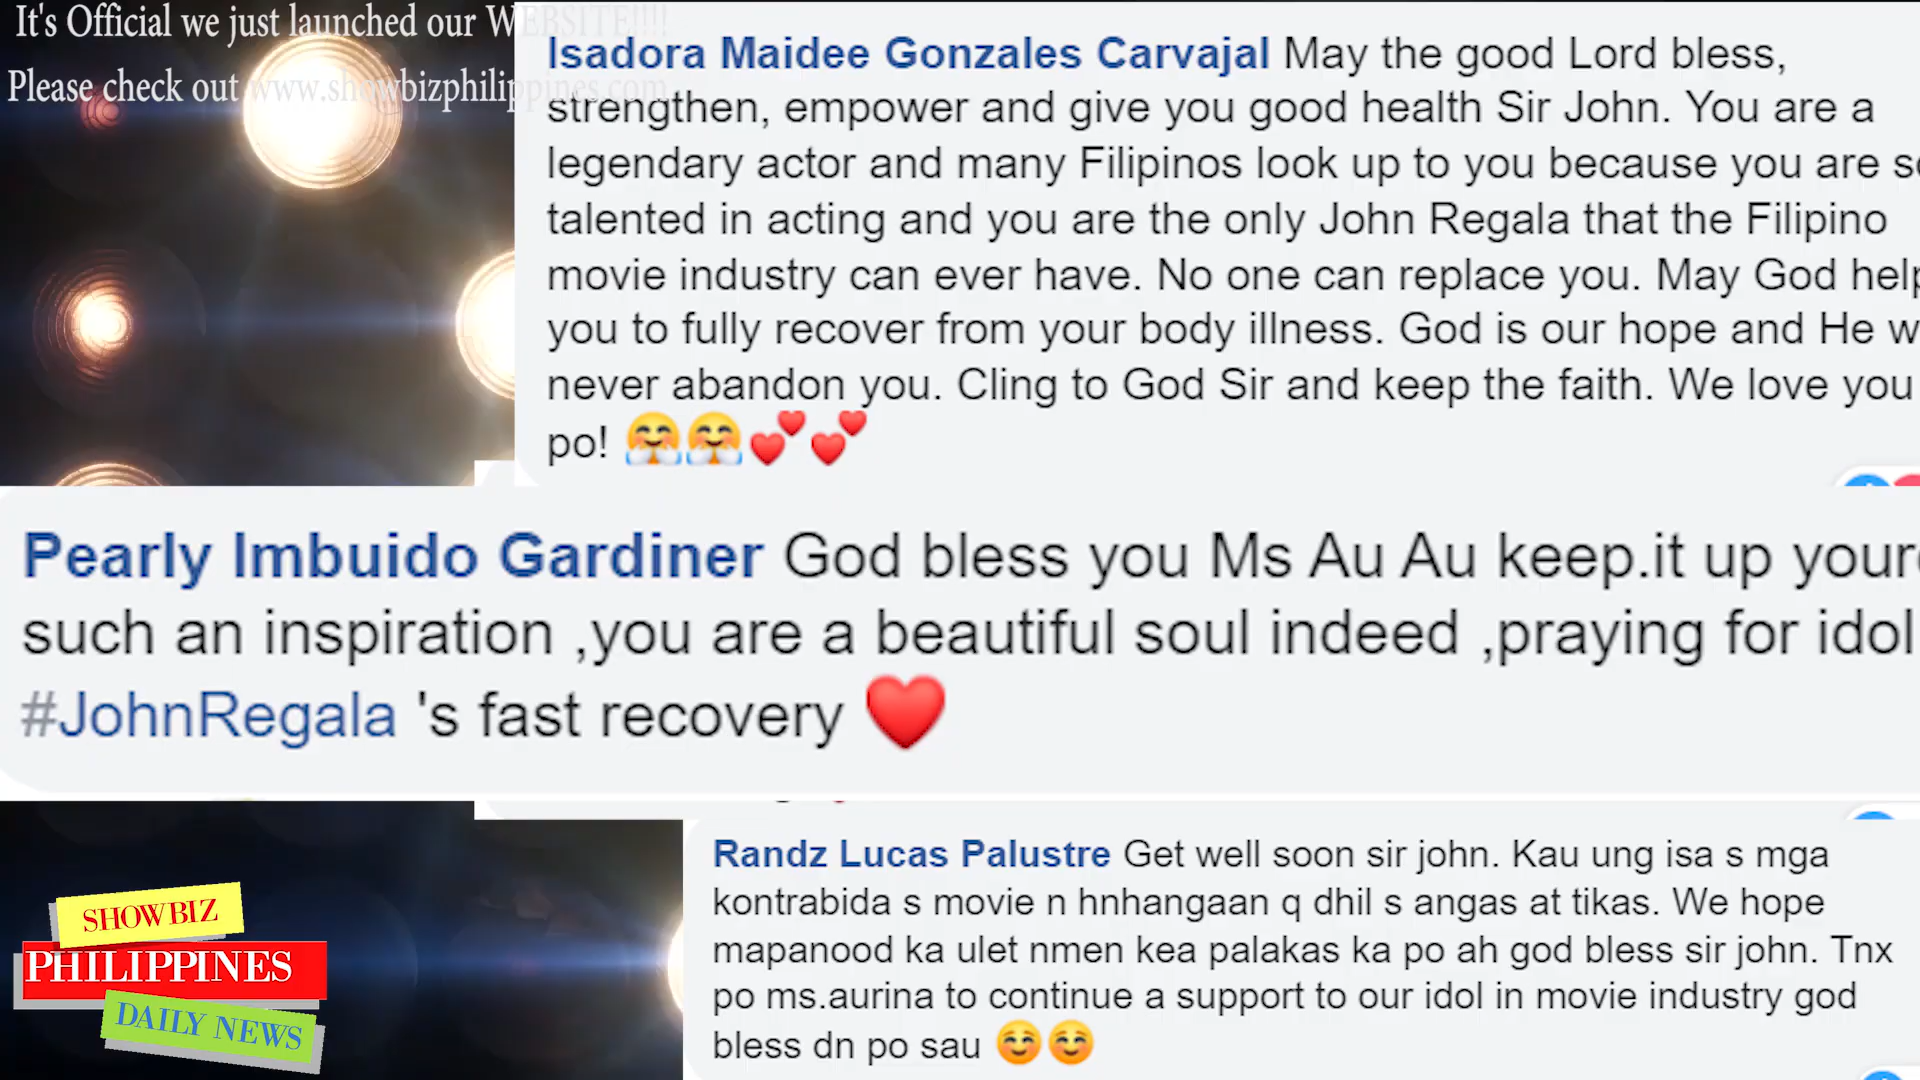 It's Official we just launched our WEBSITE!!!!
Please check out www.showbizphilippines.com
Isadora Maidee Gonzales Carvajal May the good Lord bless,
strengthen, empower and give you good health Sir John. You are a
legendary actor and many Filipinos look up to you because you are so
talented in acting and you are the only John Regala that the Filipino
movie industry can ever have. No one can replace you. May God help
you to fully recover from your body illness. God is our hope and He w
never abandon you. Cling to God Sir and keep the faith. We love you
po! 🤗🤗💕💕
Pearly Imbuido Gardiner God bless you Ms Au Au keep.it up your
such an inspiration ,you are a beautiful soul indeed ,praying for idol
#JohnRegala 's fast recovery ❤️
Randz Lucas Palustre Get well soon sir john. Kau ung isa s mga
kontrabida s movie n hnhangaan q dhil s angas at tikas. We hope
mapanood ka ulet nmen kea palakas ka po ah god bless sir john. Tnx
po ms.aurina to continue a support to our idol in movie industry god
bless dn po sau ☺️☺️
SHOWBIZ
PHILIPPINES
DAILY NEWS